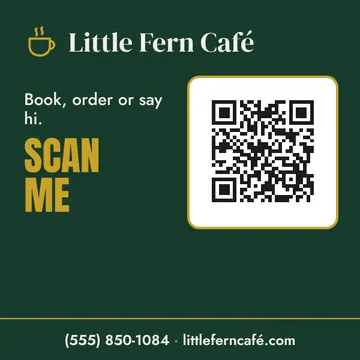 Little Fern Café
Book, order or say
hi.
SCAN
ME
(555) 850-1084 · littleferncafé.com